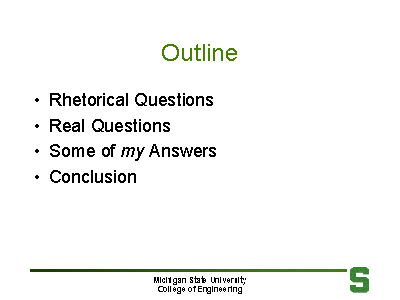 Outline
• Rhetorical Questions
• Real Questions
• Some of my Answers
• Conclusion
Michigan State University
College of Engineering
S